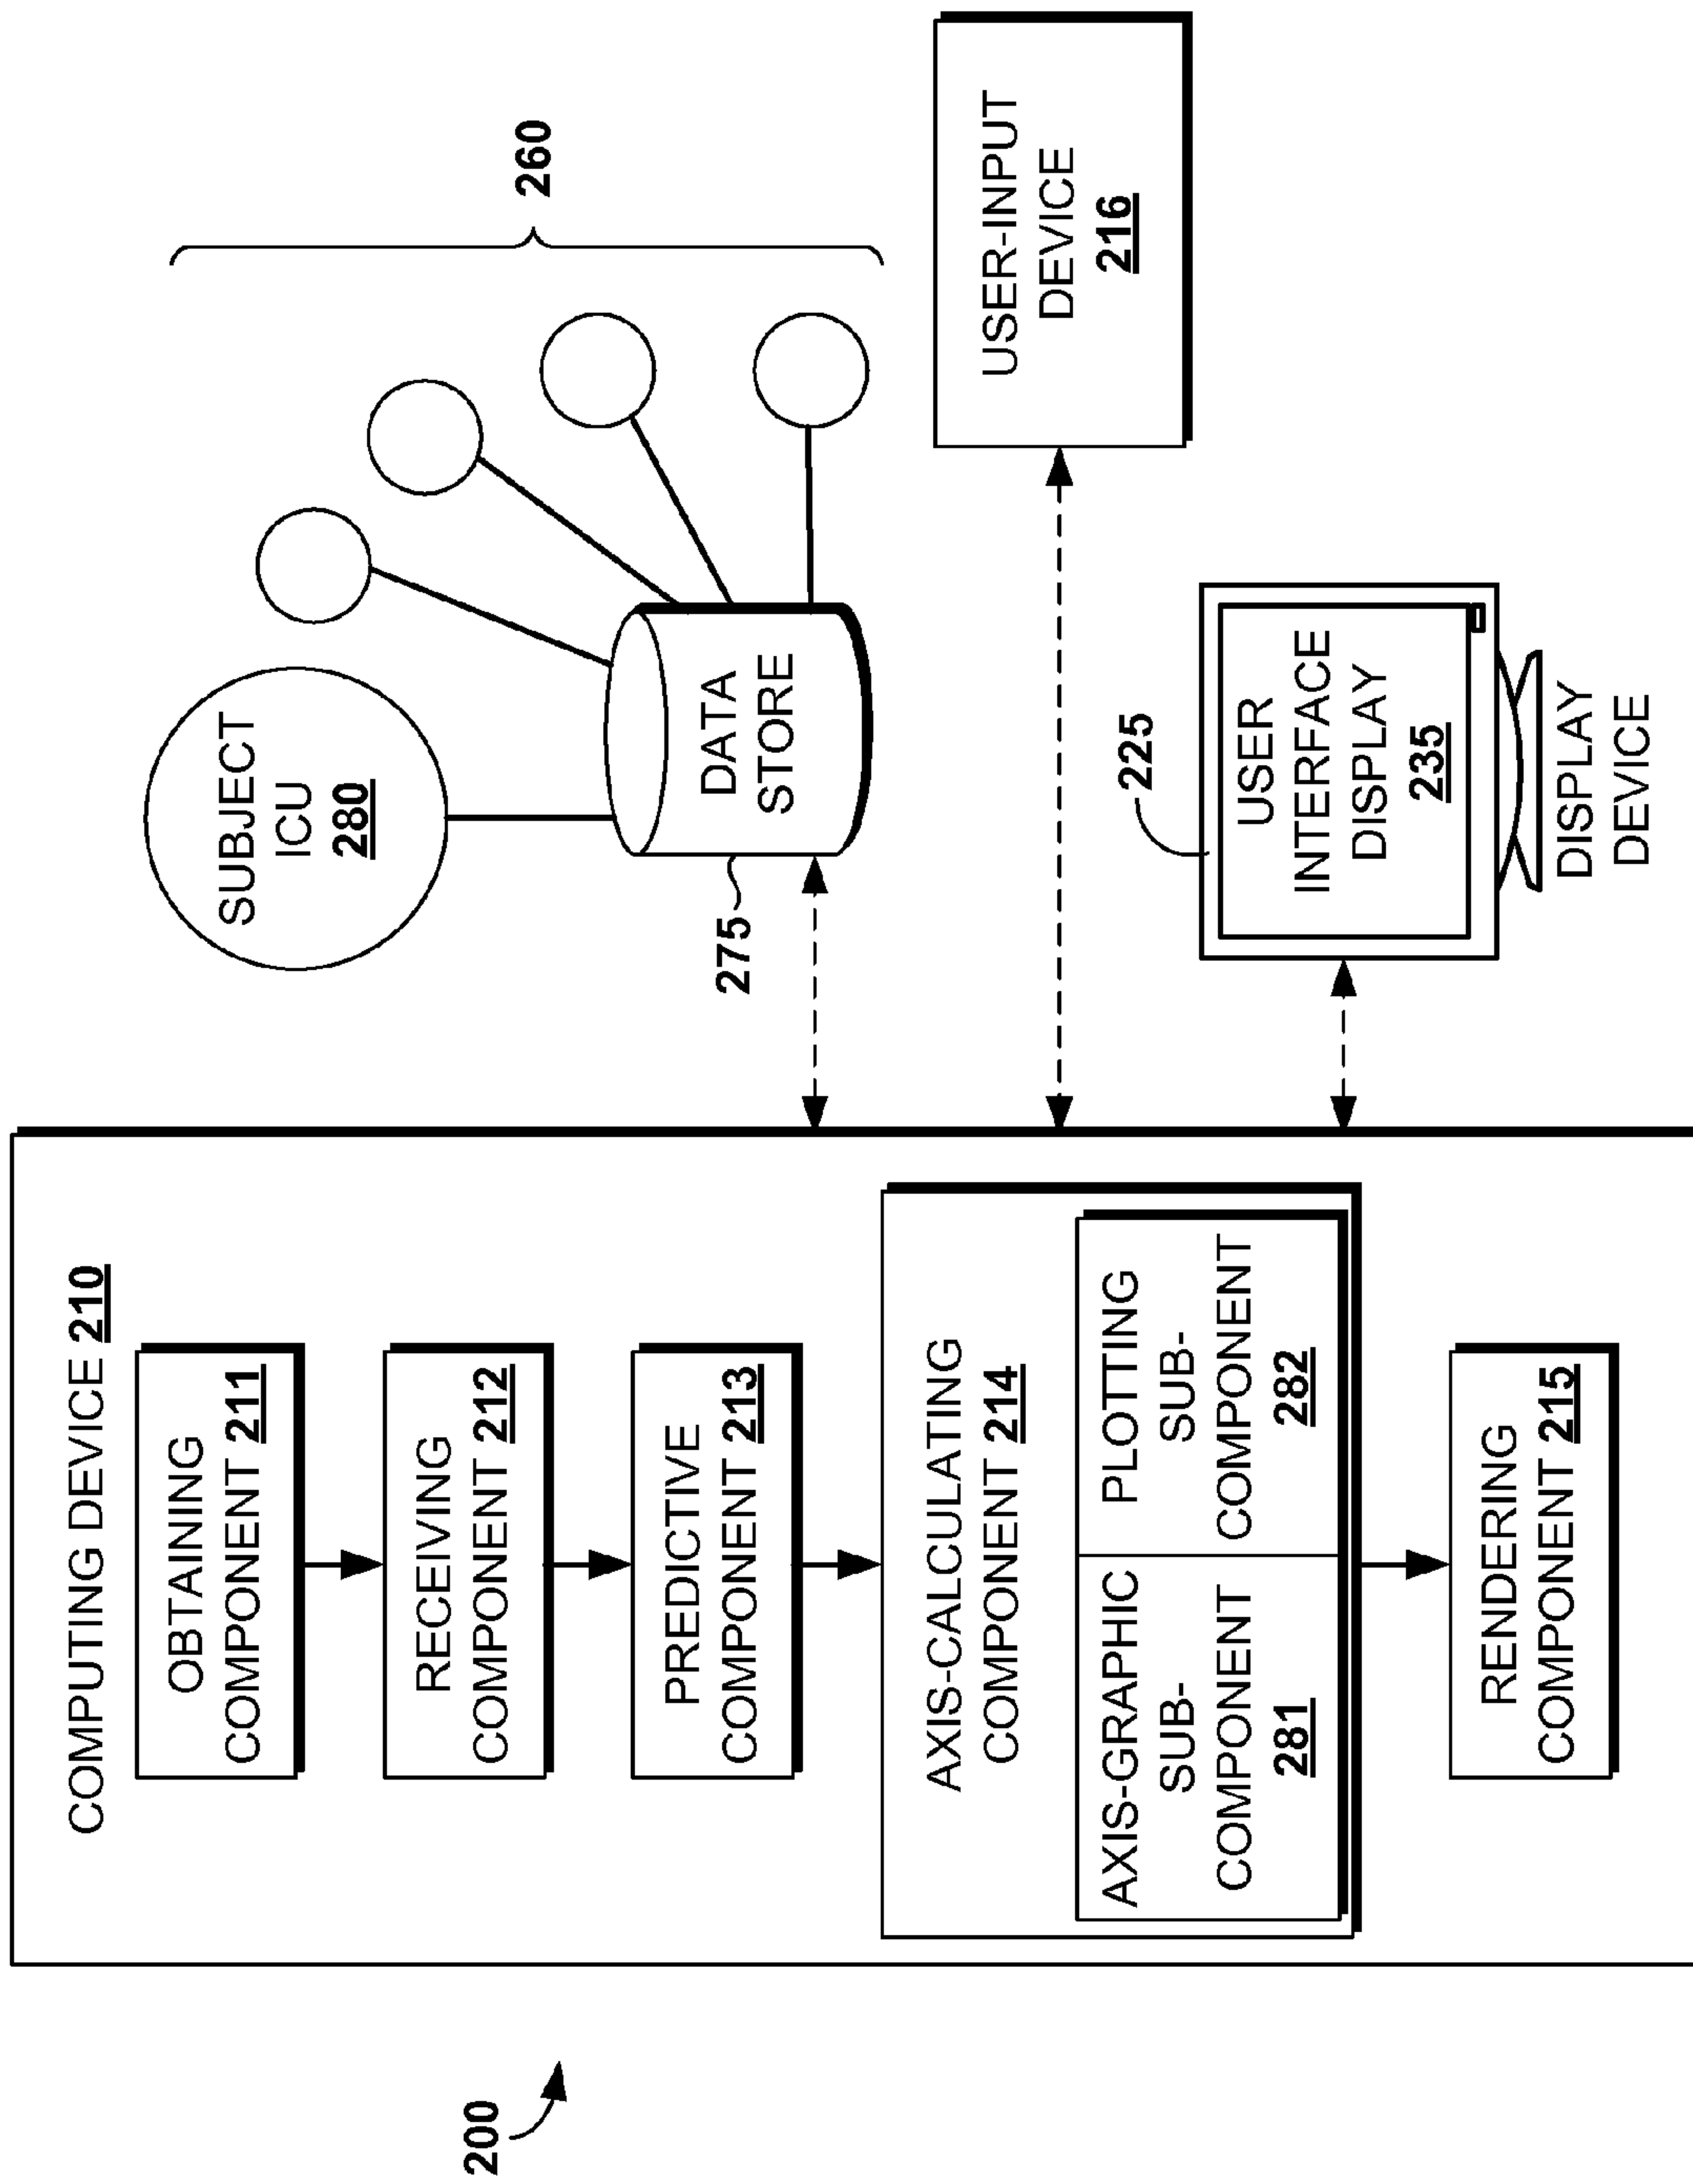 200
COMPUTING DEVICE 210
OBTAINING
COMPONENT 211
RECEIVING
COMPONENT 212
PREDICTIVE
COMPONENT 213
AXIS-CALCULATING
COMPONENT 214
AXIS-GRAPHIC
SUB-
COMPONENT
281
PLOTTING
SUB-
COMPONENT
282
RENDERING
COMPONENT 215
SUBJECT
ICU
280
260
275
DATA
STORE
USER-INPUT
DEVICE
216
225
USER
INTERFACE
DISPLAY
235
DISPLAY
DEVICE